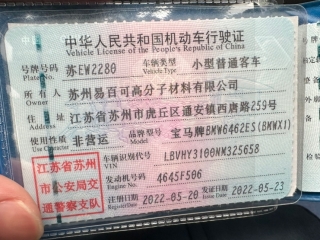 中华人民共和国机动车行驶证
Vehicle License of the People's Republic of China
号牌号码 苏EW2280 车辆类型 小型普通客车
Plate No. Vehicle Type
所有人 苏州易百可高分子材料有限公司
Owner
住址 江苏省苏州市虎丘区通安镇西唐路259号
Address
使用性质 非营运 品牌型号 宝马牌BMW6462ES(BMWX1)
Use Character Model
江苏省苏州
市公安局交
通警察支队
车辆识别代号 LBVHY3100NM325658
VIN
发动机号码 4645F506
Engine No.
注册日期 2022-05-20 发证日期 2022-05-23
Register Date Issue Date